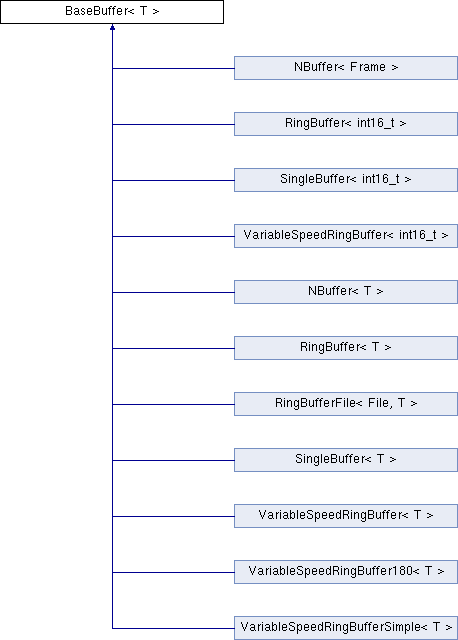 BaseBuffer< T >
NBuffer< Frame >
RingBuffer< int16_t >
SingleBuffer< int16_t >
VariableSpeedRingBuffer< int16_t >
NBuffer< T >
RingBuffer< T >
RingBufferFile< File, T >
SingleBuffer< T >
VariableSpeedRingBuffer< T >
VariableSpeedRingBuffer180< T >
VariableSpeedRingBufferSimple< T >